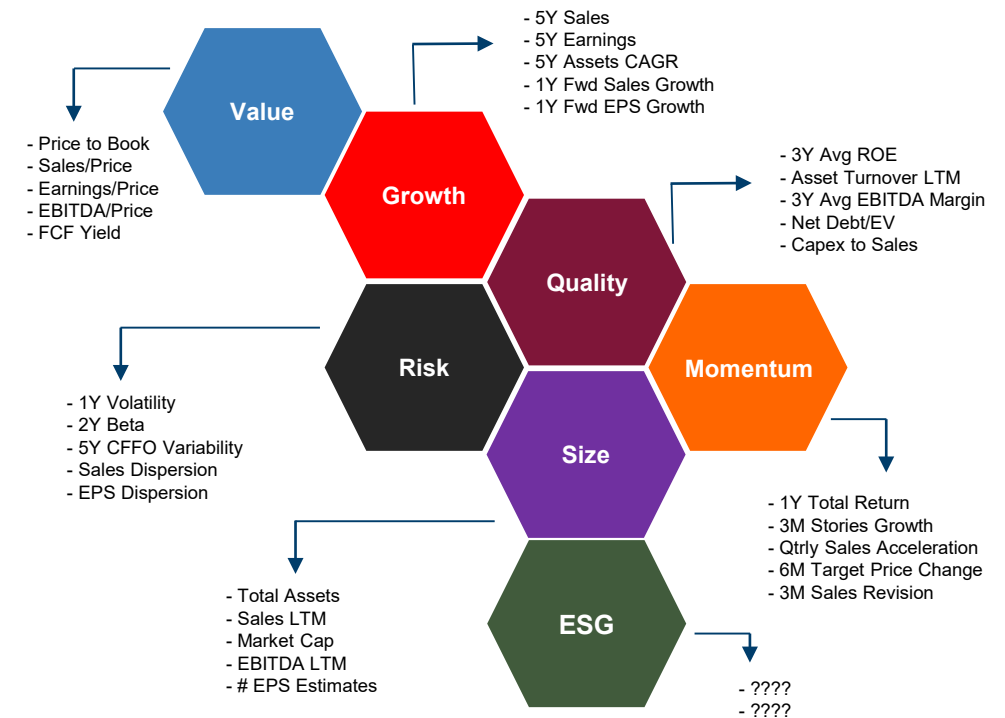 Value
- Price to Book
- Sales/Price
- Earnings/Price
- EBITDA/Price
- FCF Yield
Growth
- 5Y Sales
- 5Y Earnings
- 5Y Assets CAGR
- 1Y Fwd Sales Growth
- 1Y Fwd EPS Growth
Quality
- 3Y Avg ROE
- Asset Turnover LTM
- 3Y Avg EBITDA Margin
- Net Debt/EV
- Capex to Sales
Risk
- 1Y Volatility
- 2Y Beta
- 5Y CFFO Variability
- Sales Dispersion
- EPS Dispersion
Momentum
- 1Y Total Return
- 3M Stories Growth
- Qtrly Sales Acceleration
- 6M Target Price Change
- 3M Sales Revision
Size
- Total Assets
- Sales LTM
- Market Cap
- EBITDA LTM
- # EPS Estimates
ESG
- ????
- ????